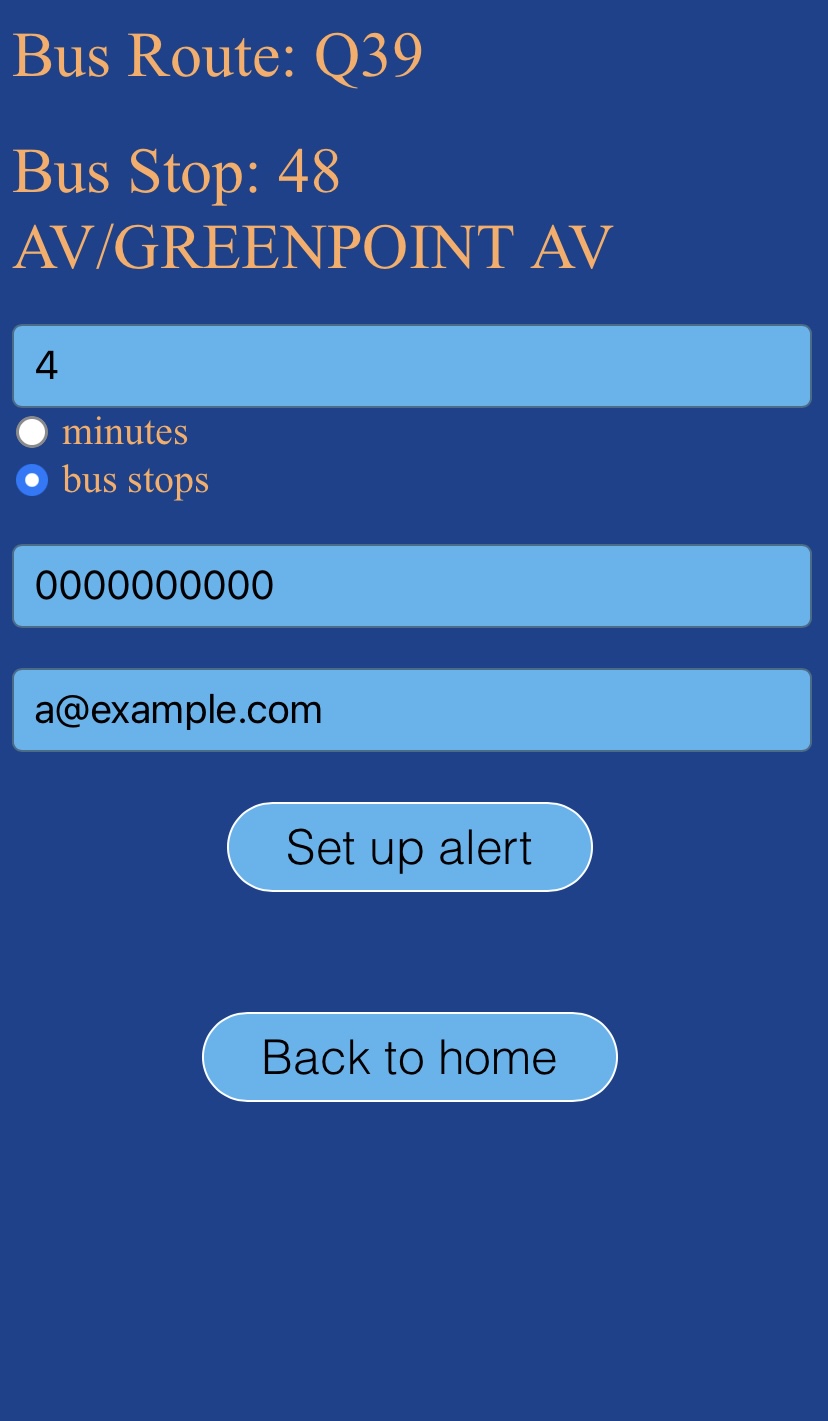 Bus Route: Q39
Bus Stop: 48
AV/GREENPOINT AV
4
minutes
bus stops
0000000000
a@example.com
Set up alert
Back to home